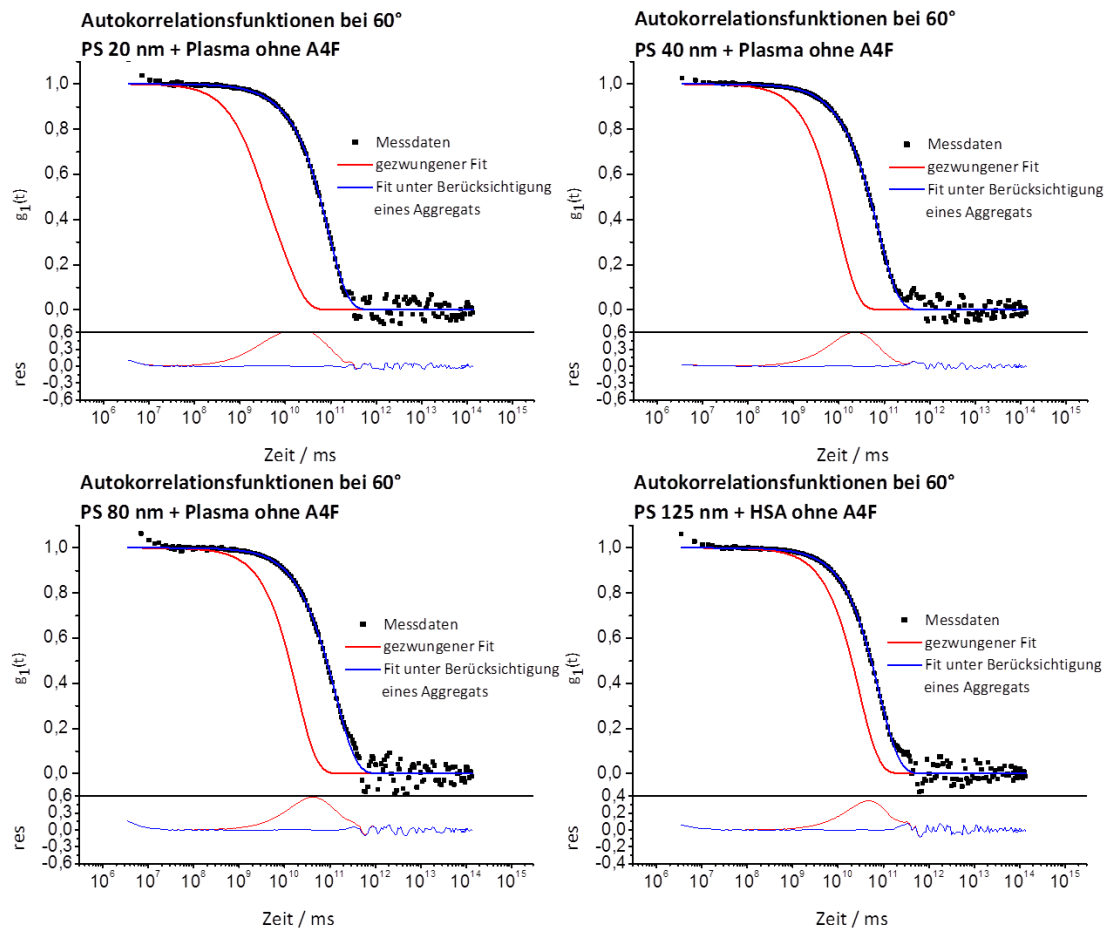 Autokorrelationsfunktionen bei 60°
PS 20 nm + Plasma ohne A4F
1,0
0,8
0,6
0,4
0,2
0,0
g1(t)
Messdaten
gezwungener Fit
Fit unter Berücksichtigung
eines Aggregats
0,6
0,3
0,0
-0,3
-0,6
res
10^6 10^7 10^8 10^9 10^10 10^11 10^12 10^13 10^14 10^15
Zeit / ms
Autokorrelationsfunktionen bei 60°
PS 40 nm + Plasma ohne A4F
1,0
0,8
0,6
0,4
0,2
0,0
g1(t)
Messdaten
gezwungener Fit
Fit unter Berücksichtigung
eines Aggregats
0,6
0,3
0,0
-0,3
-0,6
res
10^6 10^7 10^8 10^9 10^10 10^11 10^12 10^13 10^14 10^15
Zeit / ms
Autokorrelationsfunktionen bei 60°
PS 80 nm + Plasma ohne A4F
1,0
0,8
0,6
0,4
0,2
0,0
g1(t)
Messdaten
gezwungener Fit
Fit unter Berücksichtigung
eines Aggregats
0,6
0,3
0,0
-0,3
-0,6
res
10^6 10^7 10^8 10^9 10^10 10^11 10^12 10^13 10^14 10^15
Zeit / ms
Autokorrelationsfunktionen bei 60°
PS 125 nm + HSA ohne A4F
1,0
0,8
0,6
0,4
0,2
0,0
g1(t)
Messdaten
gezwungener Fit
Fit unter Berücksichtigung
eines Aggregats
0,4
0,2
0,0
-0,2
-0,4
res
10^6 10^7 10^8 10^9 10^10 10^11 10^12 10^13 10^14 10^15
Zeit / ms